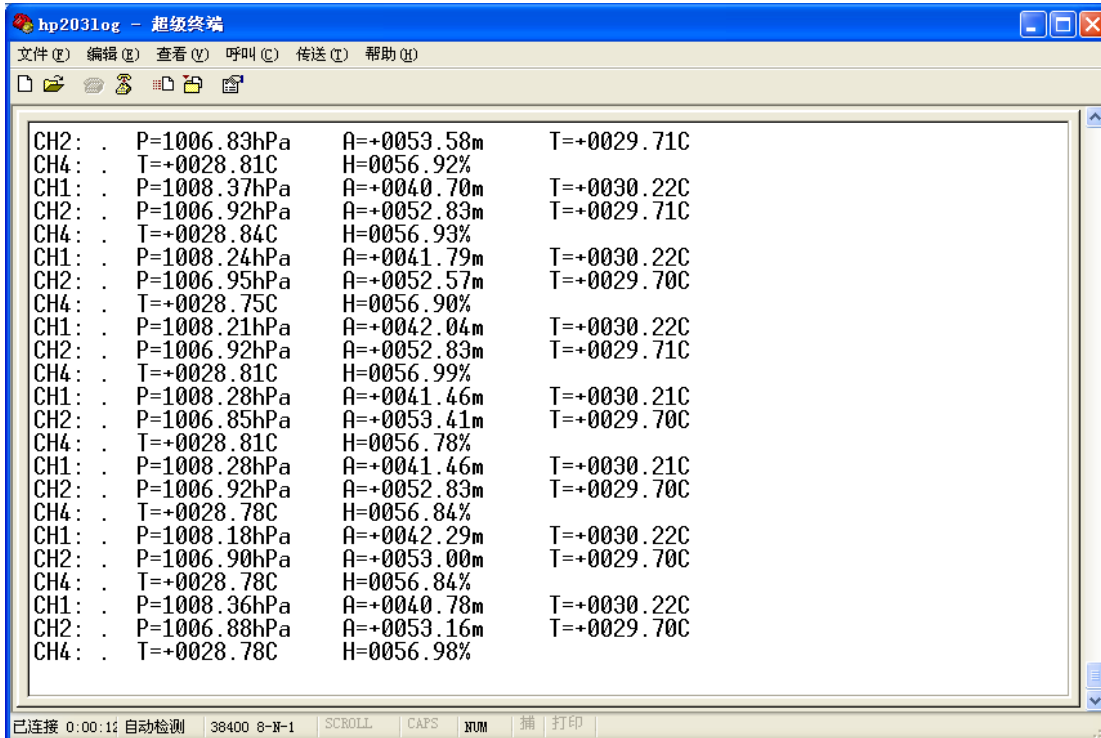 hp203log - 超级终端
文件(F) 编辑(E) 查看(V) 呼叫(C) 传送(T) 帮助(H)
CH2: . P=1006.83hPa A=+0053.58m T=+0029.71C
CH4: . T=+0028.81C H=0056.92%
CH1: . P=1008.37hPa A=+0040.70m T=+0030.22C
CH2: . P=1006.92hPa A=+0052.83m T=+0029.71C
CH4: . T=+0028.84C H=0056.93%
CH1: . P=1008.24hPa A=+0041.79m T=+0030.22C
CH2: . P=1006.95hPa A=+0052.57m T=+0029.70C
CH4: . T=+0028.75C H=0056.90%
CH1: . P=1008.21hPa A=+0042.04m T=+0030.22C
CH2: . P=1006.92hPa A=+0052.83m T=+0029.71C
CH4: . T=+0028.81C H=0056.99%
CH1: . P=1008.28hPa A=+0041.46m T=+0030.21C
CH2: . P=1006.85hPa A=+0053.41m T=+0029.70C
CH4: . T=+0028.81C H=0056.78%
CH1: . P=1008.28hPa A=+0041.46m T=+0030.21C
CH2: . P=1006.92hPa A=+0052.83m T=+0029.70C
CH4: . T=+0028.78C H=0056.84%
CH1: . P=1008.18hPa A=+0042.29m T=+0030.22C
CH2: . P=1006.90hPa A=+0053.00m T=+0029.70C
CH4: . T=+0028.78C H=0056.84%
CH1: . P=1008.36hPa A=+0040.78m T=+0030.22C
CH2: . P=1006.88hPa A=+0053.16m T=+0029.70C
CH4: . T=+0028.78C H=0056.98%
已连接 0:00:12 自动检测 38400 8-N-1 SCROLL CAPS NUM 捕 打印